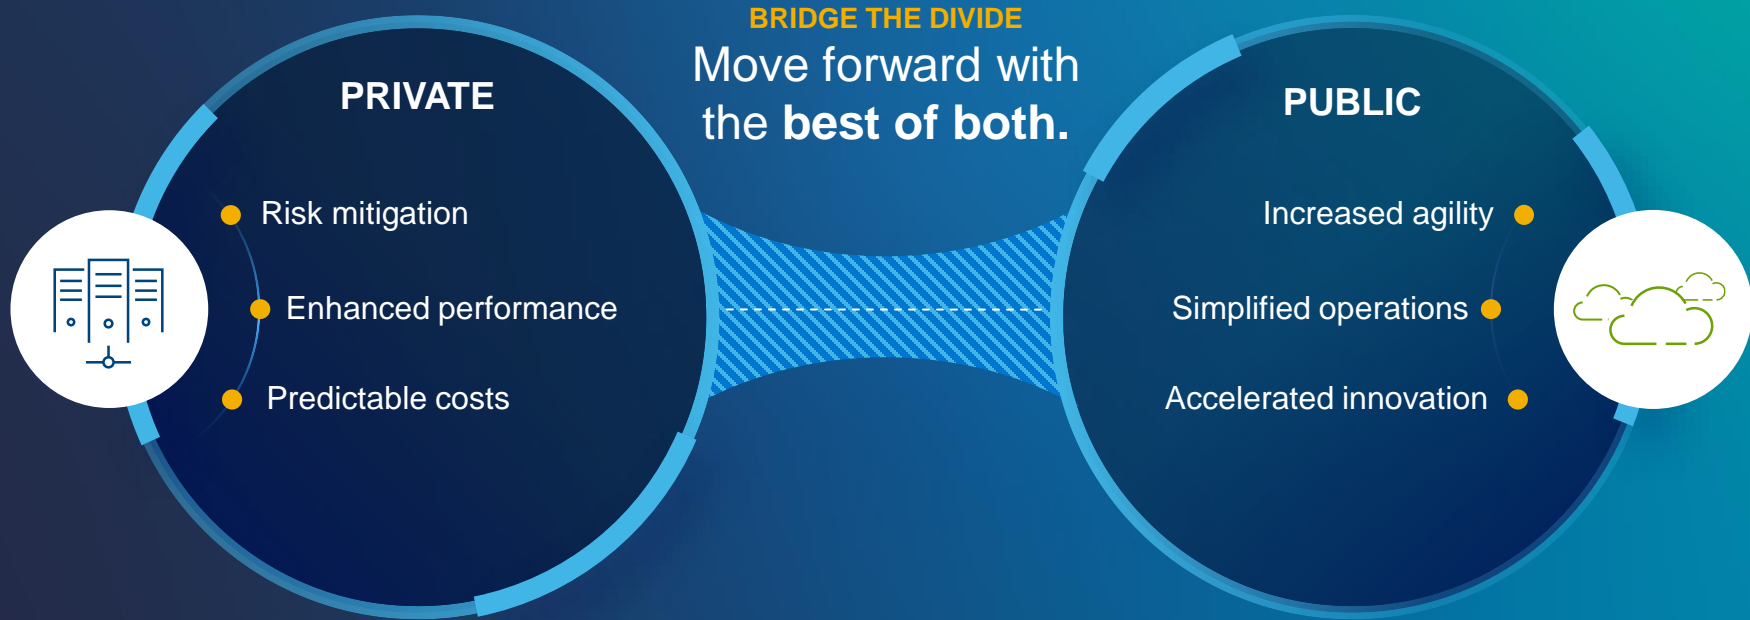 BRIDGE THE DIVIDE
Move forward with
the best of both.
PRIVATE
Risk mitigation
Enhanced performance
Predictable costs
PUBLIC
Increased agility
Simplified operations
Accelerated innovation